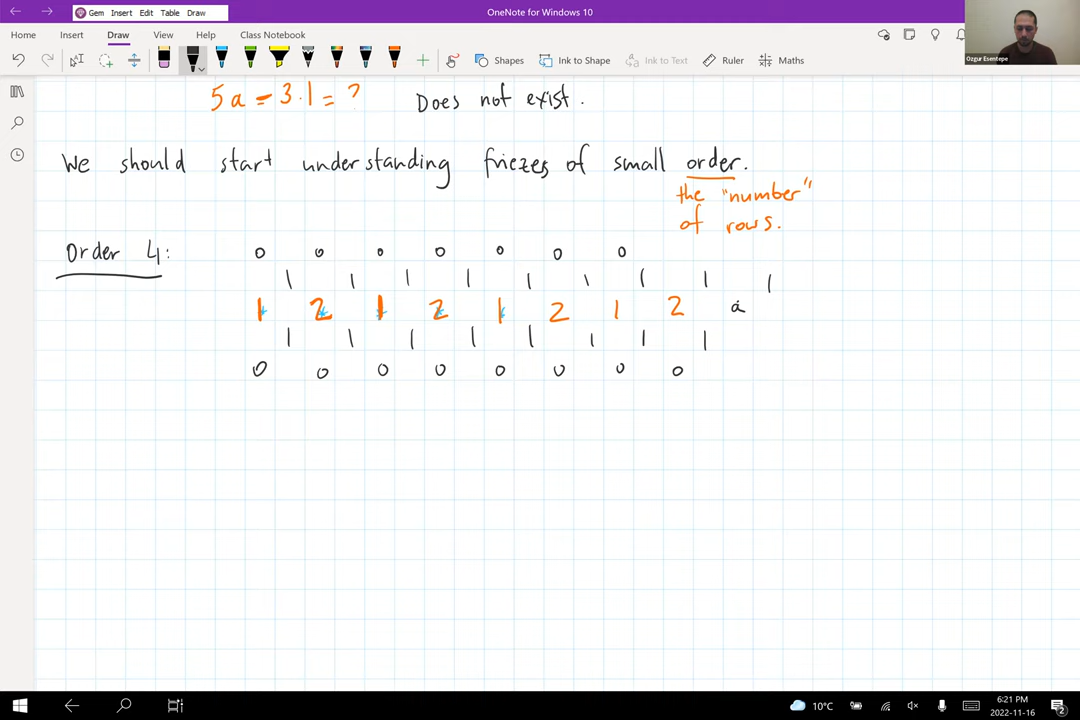 Gem Insert Edit Table Draw
OneNote for Windows 10
Home Insert Draw View Help Class Notebook
Shapes Ink to Shape Ink to Text Ruler Maths
Ozgur Esentepe
5a - 3.1 = ? Does not exist.
We should start understanding friezes of small order.
the "number"
of rows.
Order 4: 0 0 0 0 0 0 0
1 1 1 1 1 1 1 1 1
1 2 1 2 1 2 1 2 a
1 1 1 1 1 1 1 1
0 0 0 0 0 0 0 0
10°C
6:21 PM
2022-11-16
2